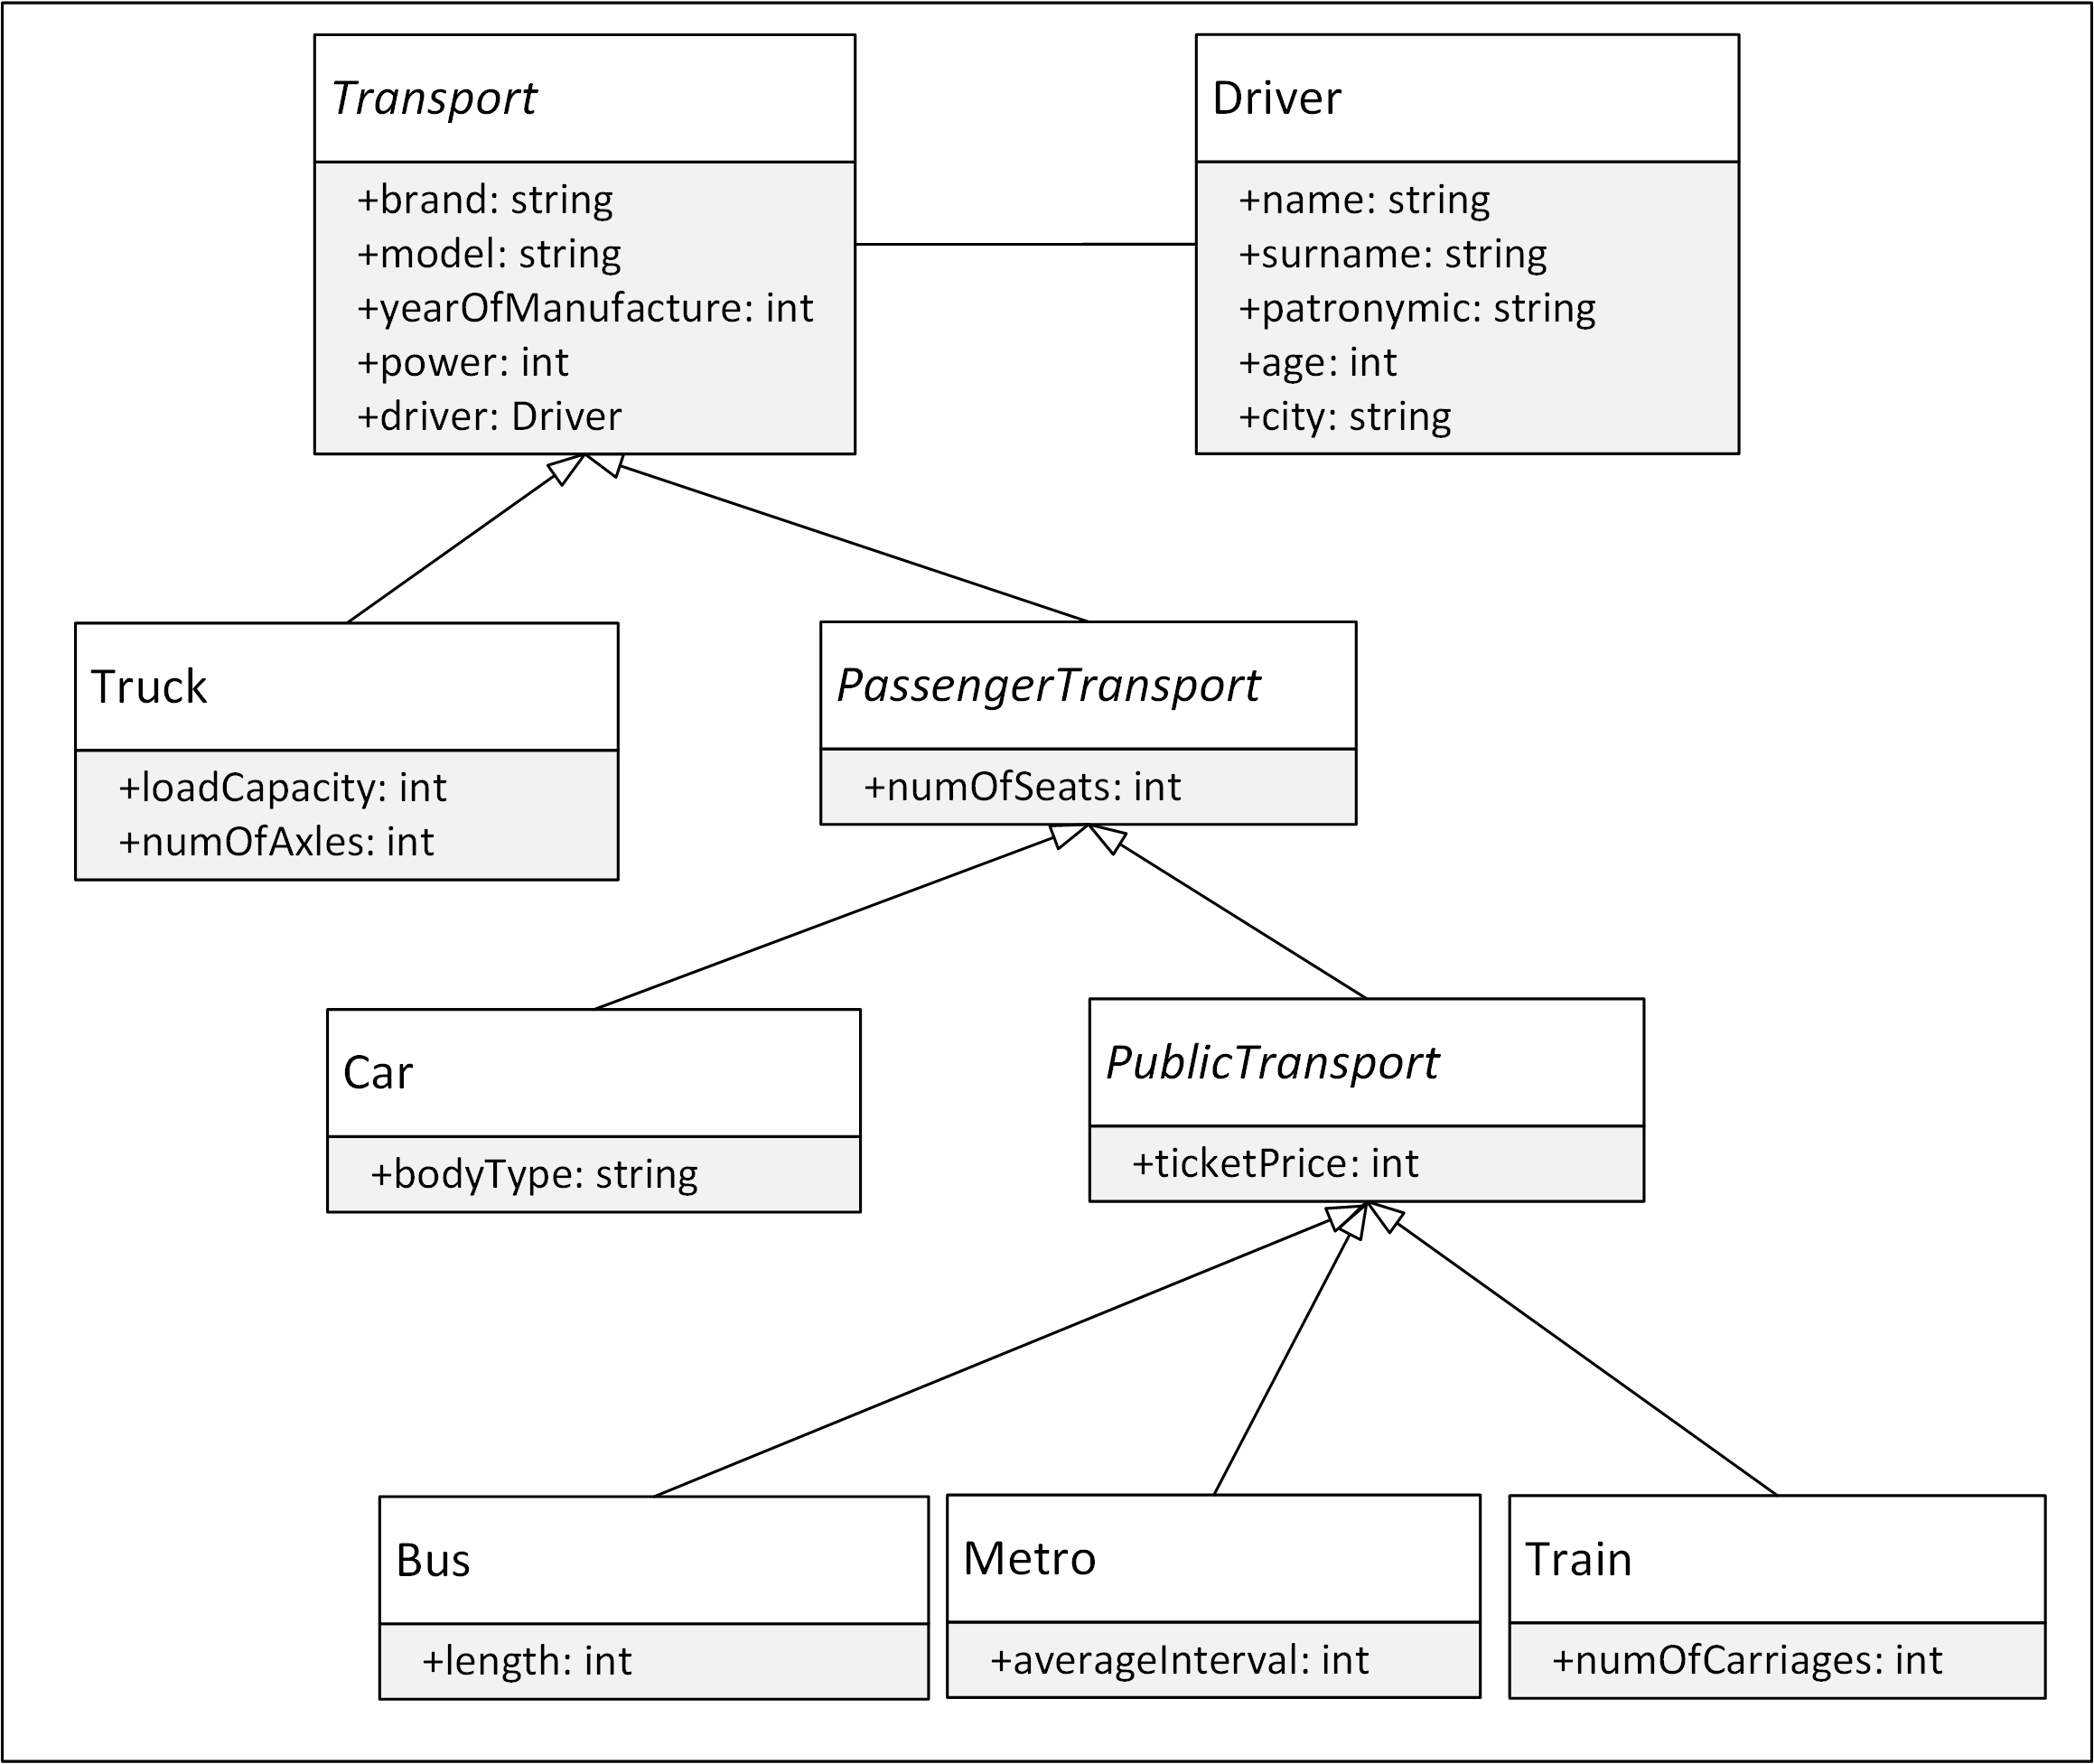 Transport
+brand: string
+model: string
+yearOfManufacture: int
+power: int
+driver: Driver
Driver
+name: string
+surname: string
+patronymic: string
+age: int
+city: string
Truck
+loadCapacity: int
+numOfAxles: int
PassengerTransport
+numOfSeats: int
Car
+bodyType: string
PublicTransport
+ticketPrice: int
Bus
+length: int
Metro
+averageInterval: int
Train
+numOfCarriages: int